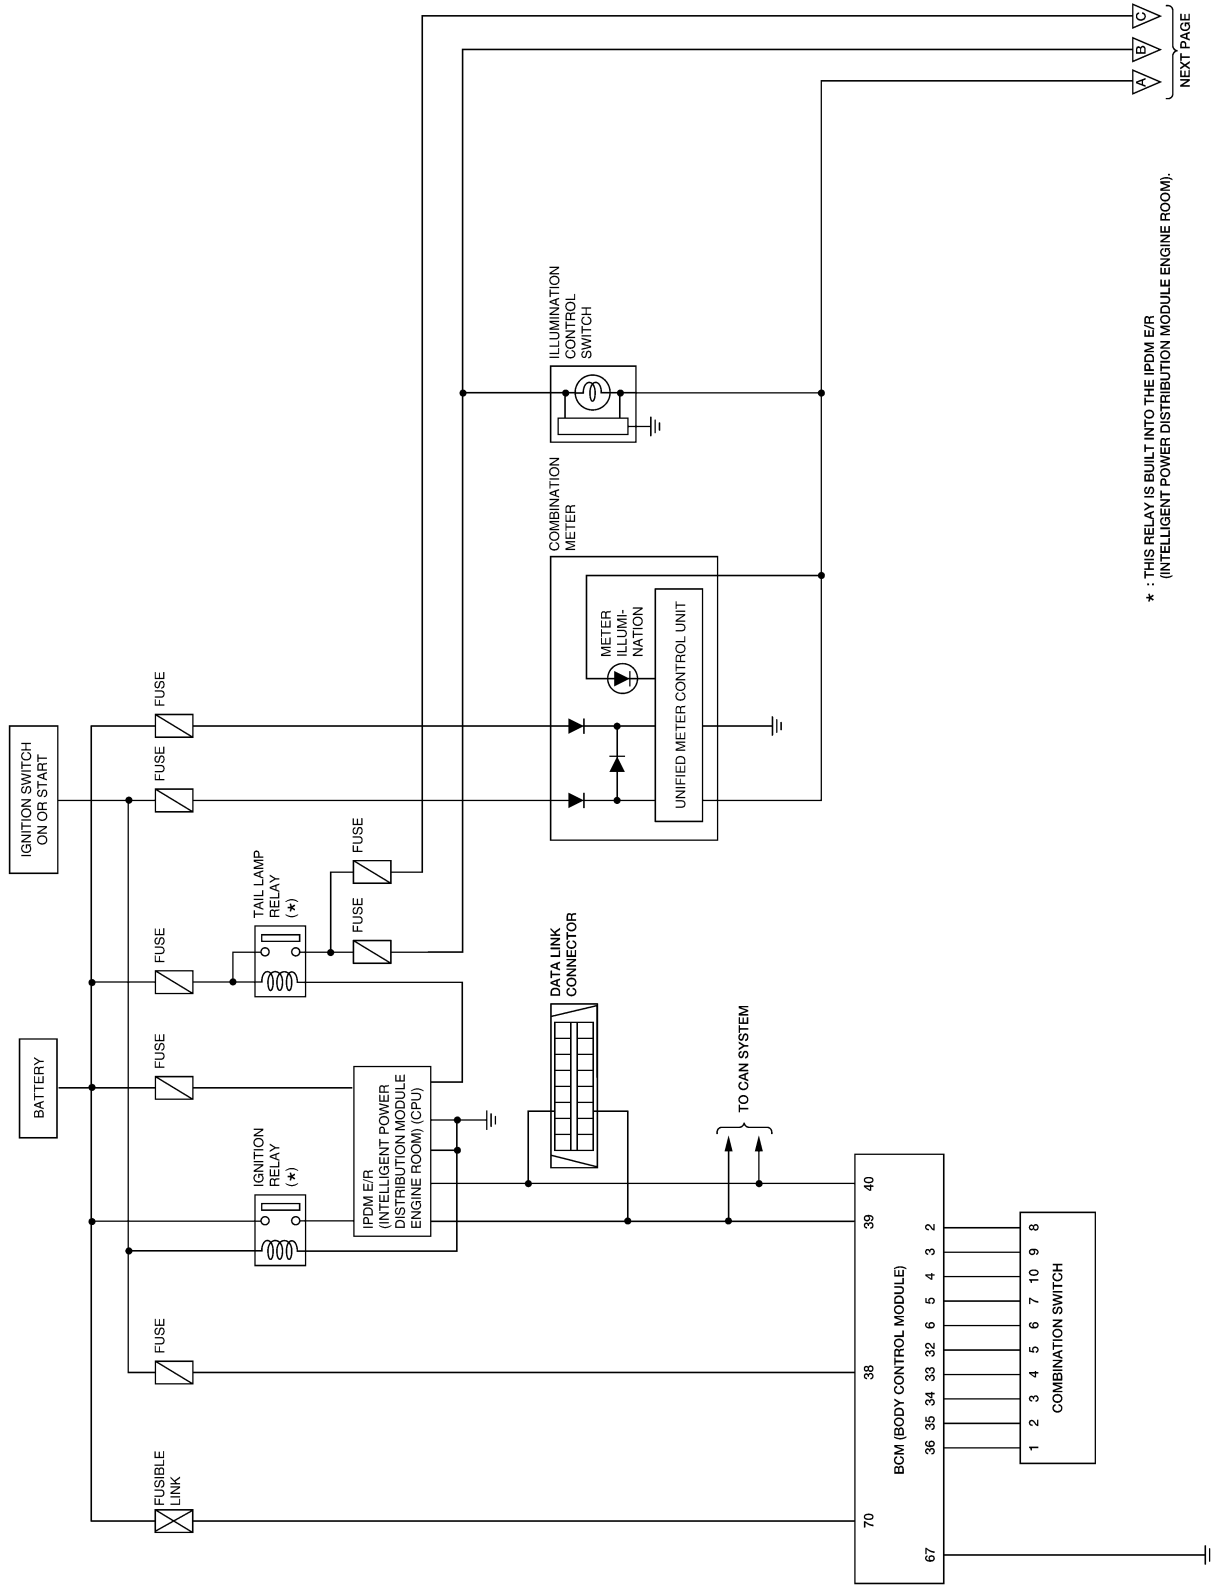 BATTERY
IGNITION SWITCH
ON OR START
FUSIBLE
LINK
FUSE
IGNITION
RELAY
(*)
FUSE
FUSE
TAIL LAMP
RELAY
(*)
FUSE
FUSE
FUSE
FUSE
IPDM E/R
(INTELLIGENT POWER
DISTRIBUTION MODULE
ENGINE ROOM) (CPU)
DATA LINK
CONNECTOR
COMBINATION
METER
METER
ILLUMI-
NATION
UNIFIED METER CONTROL UNIT
ILLUMINATION
CONTROL
SWITCH
TO CAN SYSTEM
70
38
39
40
BCM (BODY CONTROL MODULE)
67
36
35
34
33
32
6
5
4
3
2
1
2
3
4
5
6
7
10
9
8
COMBINATION SWITCH
A
B
C
NEXT PAGE
* : THIS RELAY IS BUILT INTO THE IPDM E/R
(INTELLIGENT POWER DISTRIBUTION MODULE ENGINE ROOM).